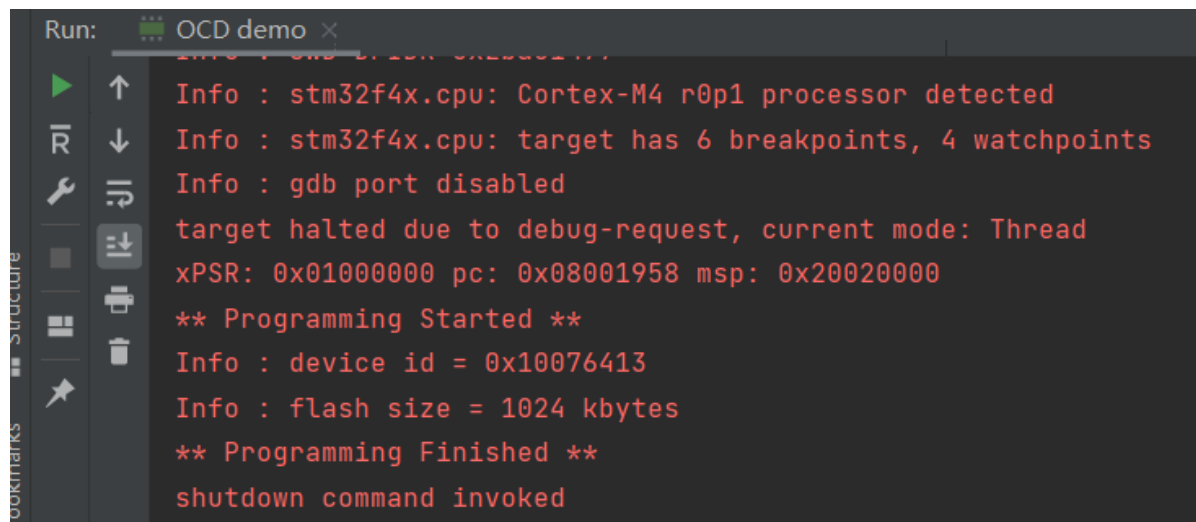 Run: OCD demo
Info : stm32f4x.cpu: Cortex-M4 r0p1 processor detected
Info : stm32f4x.cpu: target has 6 breakpoints, 4 watchpoints
Info : gdb port disabled
target halted due to debug-request, current mode: Thread
xPSR: 0x01000000 pc: 0x08001958 msp: 0x20020000
** Programming Started **
Info : device id = 0x10076413
Info : flash size = 1024 kbytes
** Programming Finished **
shutdown command invoked
Structure
ookmarks